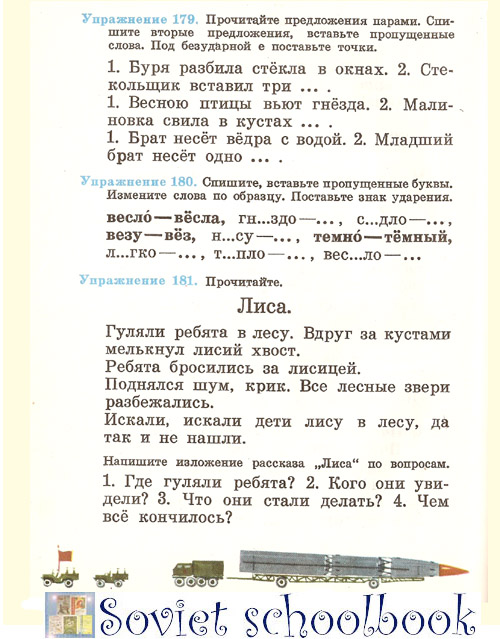 Упражнение 179. Прочитайте предложения парами. Спи-
шите вторые предложения, вставьте пропущенные
слова. Под безударной е поставьте точки.
1. Буря разбила стёкла в окнах. 2. Сте-
кольщик вставил три ... .
1. Весною птицы вьют гнёзда. 2. Мали-
новка свила в кустах ... .
1. Брат несёт вёдра с водой. 2. Младший
брат несёт одно ... .
Упражнение 180. Спишите, вставьте пропущенные буквы.
Измените слова по образцу. Поставьте знак ударения.
весло́ — вёсла, гн...здо — ..., с...дло — ...,
везу́ — вёз, н...су — ..., темно́ — тёмный,
л...гко — ..., т...пло — ..., вес...ло — ...
Упражнение 181. Прочитайте.
Лиса.
Гуляли ребята в лесу. Вдруг за кустами
мелькнул лисий хвост.
Ребята бросились за лисицей.
Поднялся шум, крик. Все лесные звери
разбежались.
Искали, искали дети лису в лесу, да
так и не нашли.
Напишите изложение рассказа „Лиса" по вопросам.
1. Где гуляли ребята? 2. Кого они уви-
дели? 3. Что они стали делать? 4. Чем
всё кончилось?
Soviet schoolbook